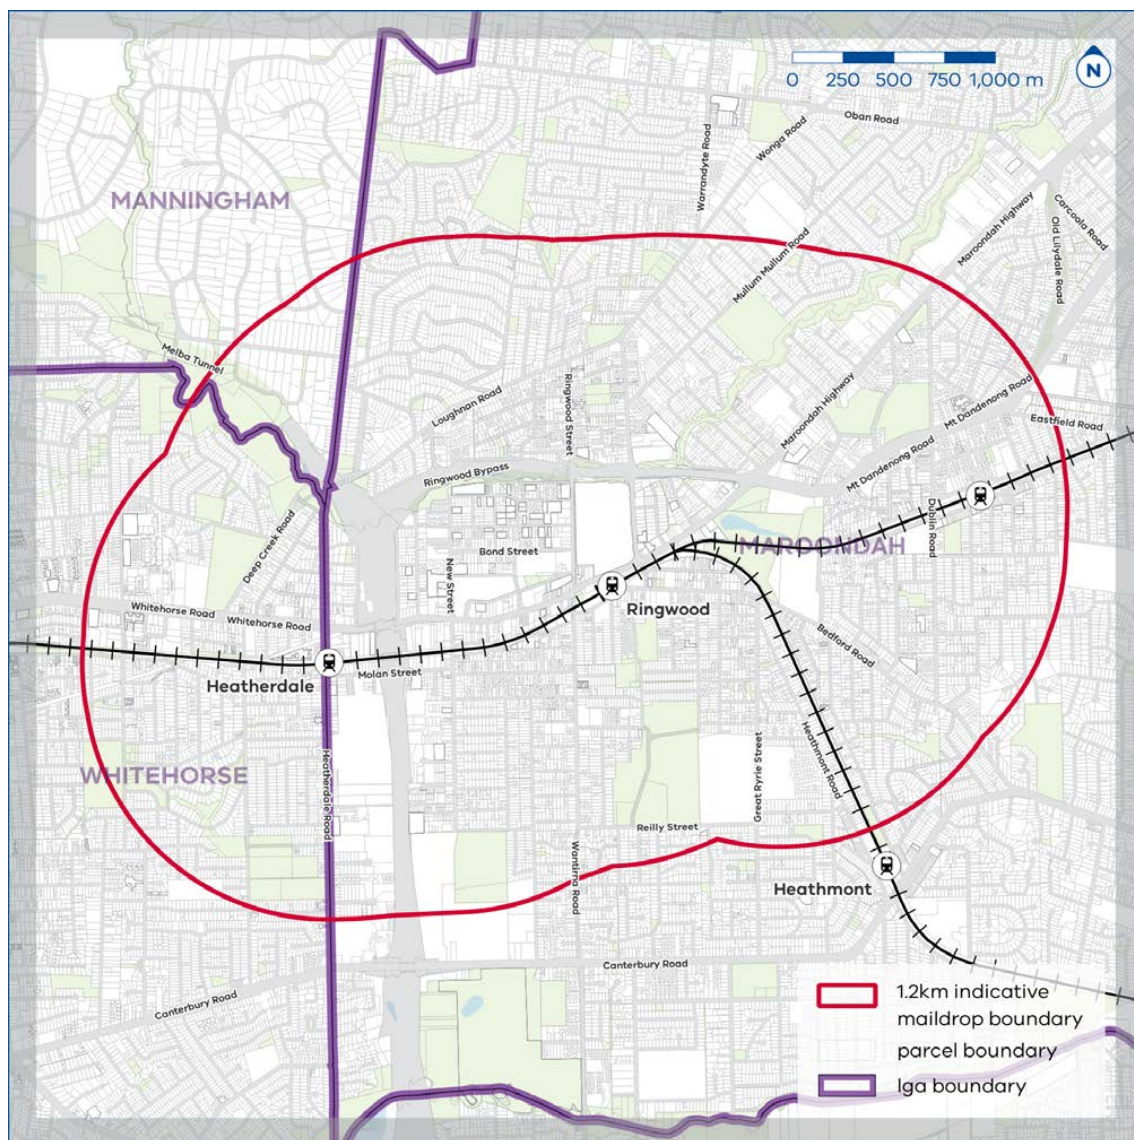 0 250 500 750 1,000 m
N
Oban Road
Warrandyte Road
Wonga Road
MANNINGHAM
Carcoola Road
Old Lilydale Road
Maroondah Highway
Mullum Mullum Road
Melba Tunnel
Loughnan Road
Ringwood Street
Maroondah Highway
Mt Dandenong Road
Eastfield Road
Mt Dandenong Road
Ringwood Bypass
Dublin Road
Deep Creek Road
Bond Street
MAROONDAH
New Street
Ringwood
Whitehorse Road
Whitehorse Road
Bedford Road
Heatherdale
Molan Street
WHITEHORSE
Heatherdale Road
Great Ryrie Street
Heathmont Road
Reilly Street
Wantirna Road
Heathmont
Canterbury Road
Canterbury Road
1.2km indicative
maildrop boundary
parcel boundary
lga boundary